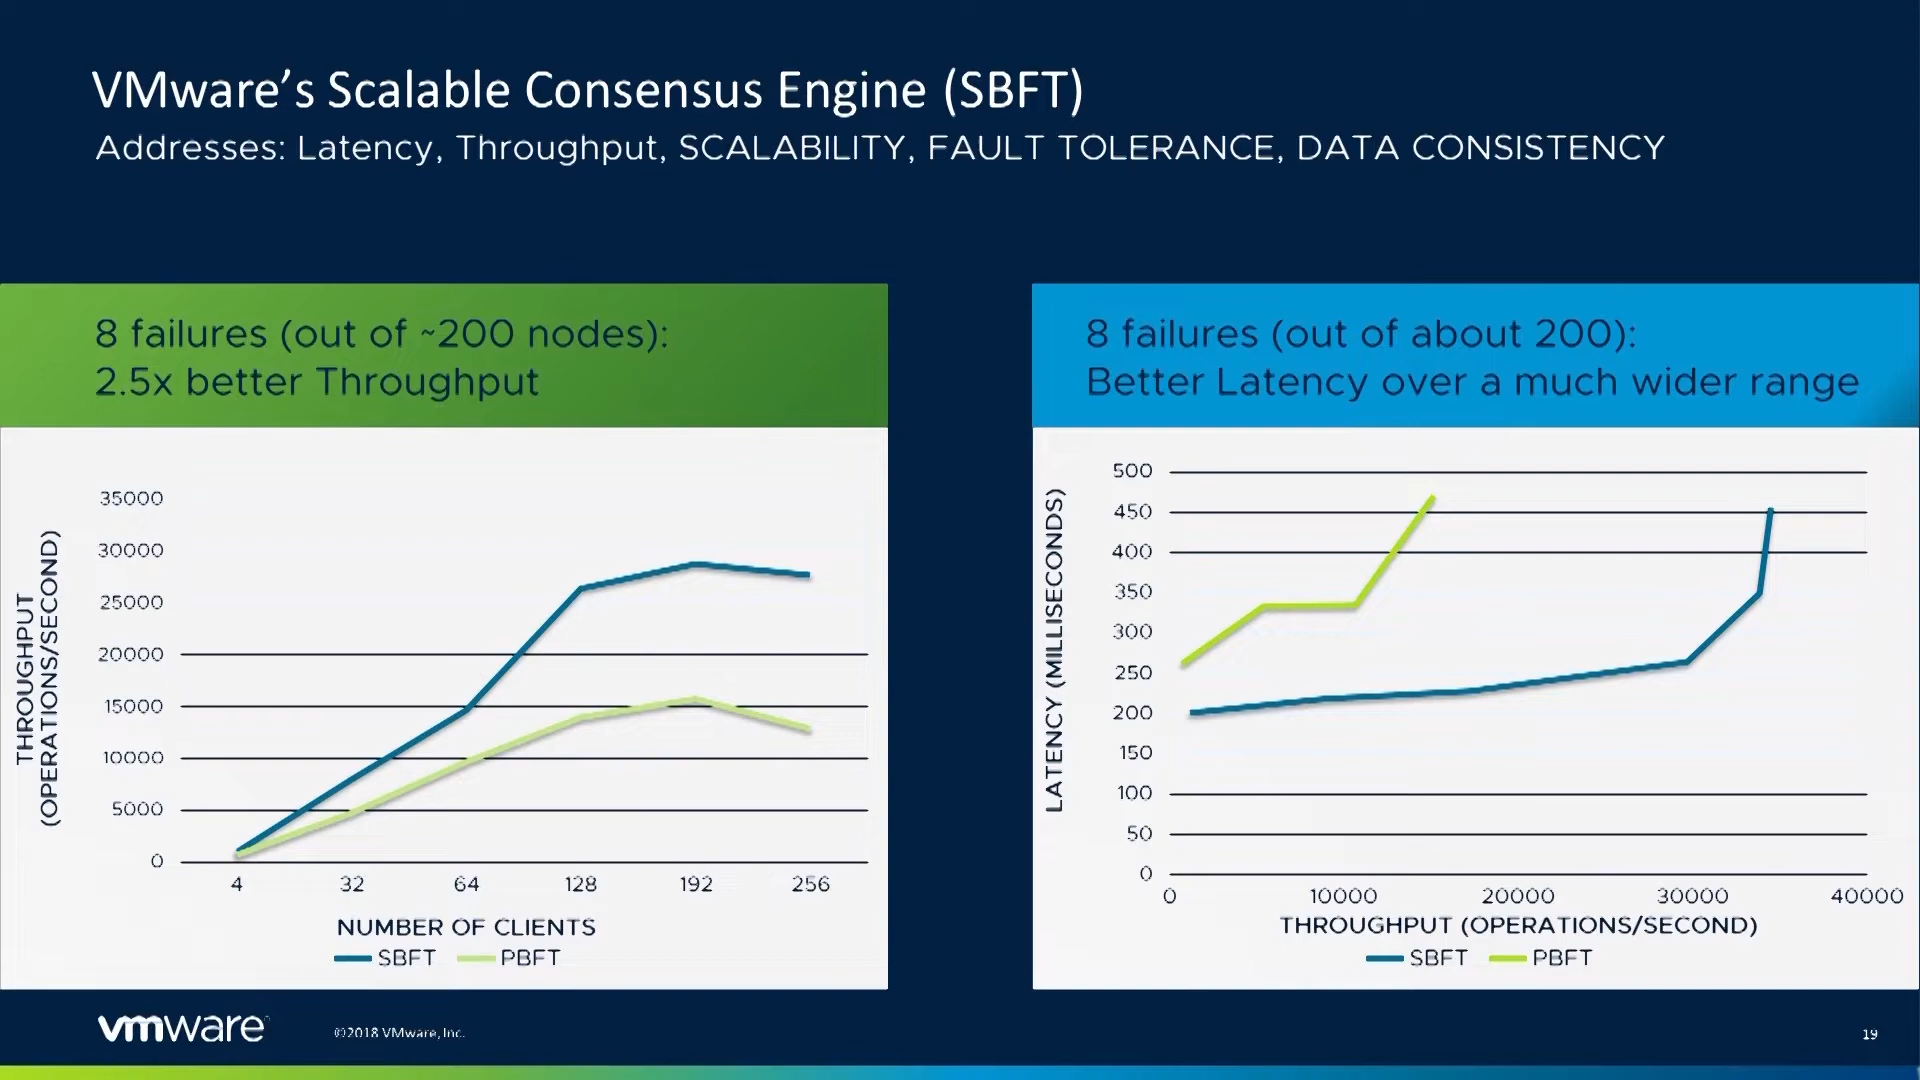 VMware’s Scalable Consensus Engine (SBFT)
Addresses: Latency, Throughput, SCALABILITY, FAULT TOLERANCE, DATA CONSISTENCY
8 failures (out of ~200 nodes):
2.5x better Throughput
THROUGHPUT
(OPERATIONS/SECOND)
35000
30000
25000
20000
15000
10000
5000
0
4 32 64 128 192 256
NUMBER OF CLIENTS
SBFT PBFT
8 failures (out of about 200):
Better Latency over a much wider range
LATENCY (MILLISECONDS)
500
450
400
350
300
250
200
150
100
50
0
0 10000 20000 30000 40000
THROUGHPUT (OPERATIONS/SECOND)
SBFT PBFT
vmware
©2018 VMware, Inc.
19